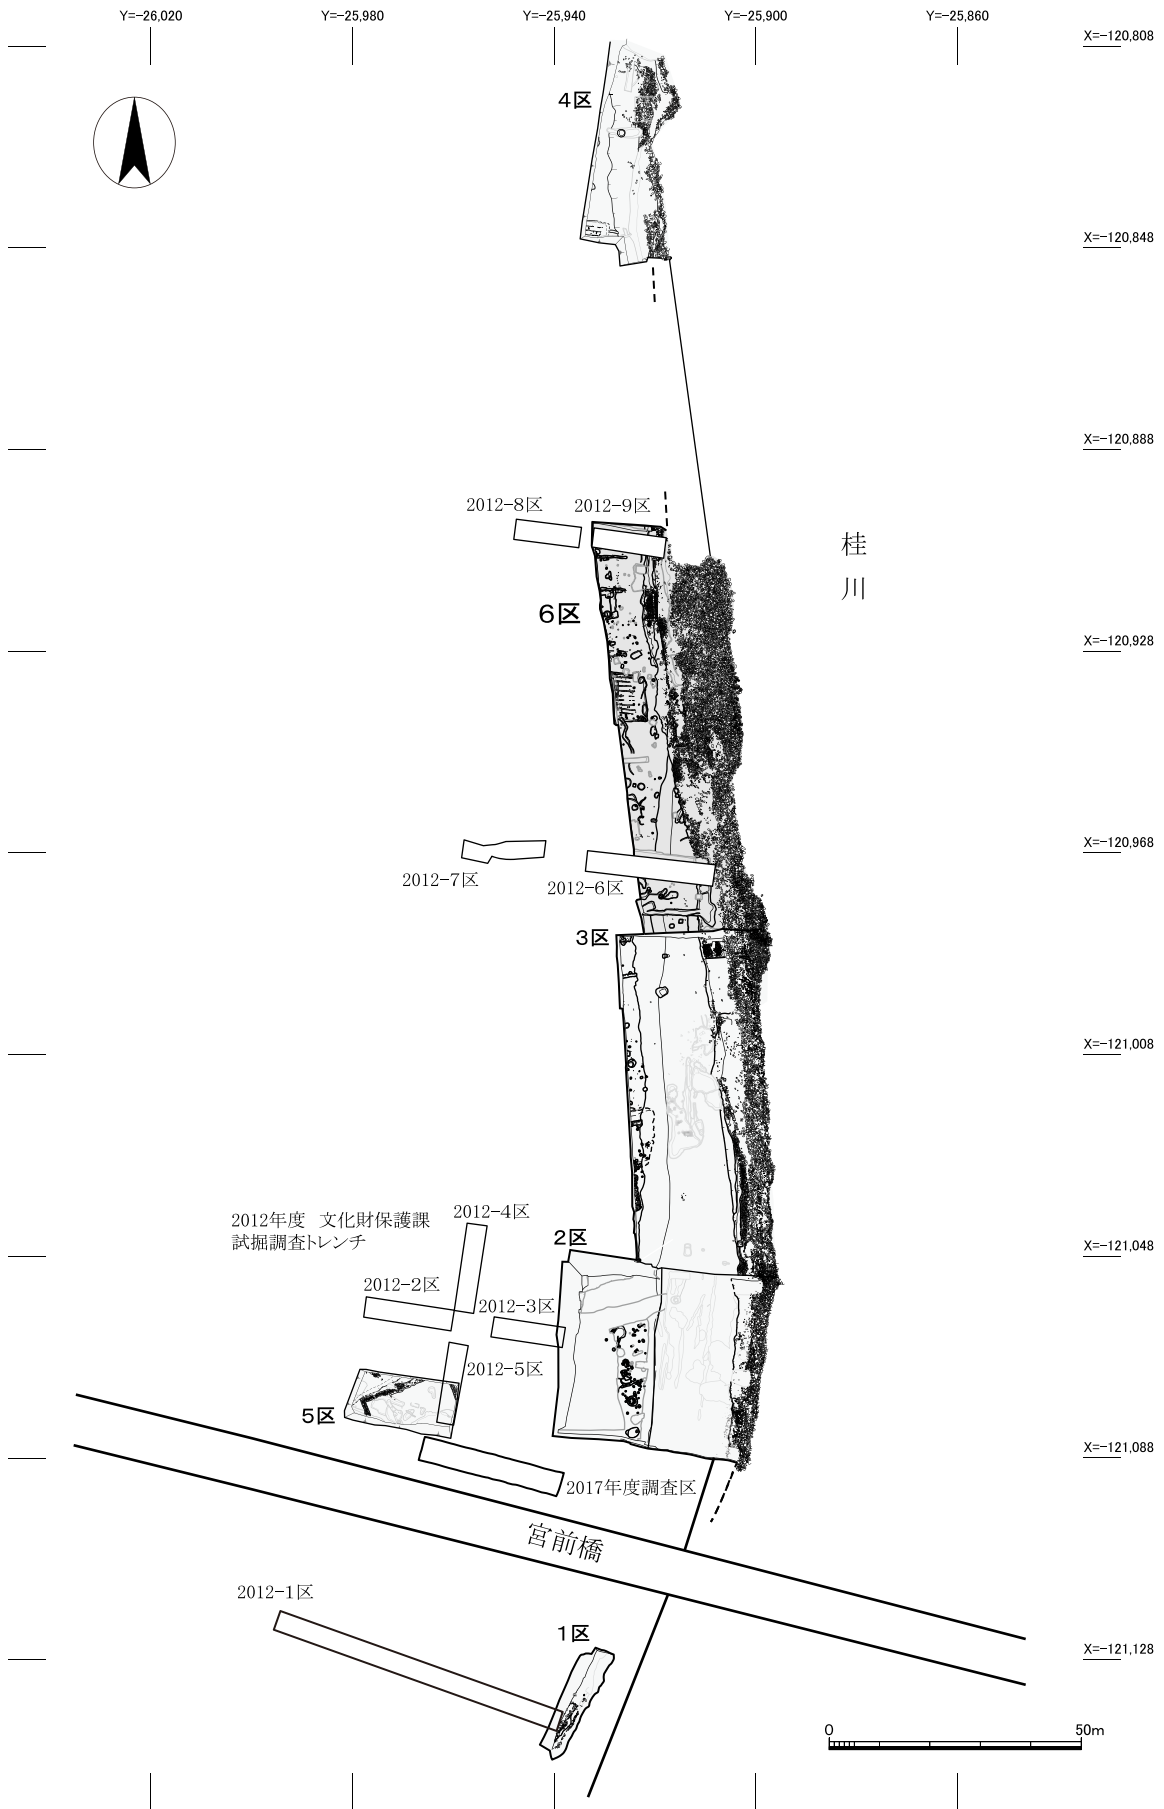 Y=-26,020
Y=-25,980
Y=-25,940
Y=-25,900
Y=-25,860
X=-120,808
4区
X=-120,848
X=-120,888
2012-8区
2012-9区
桂川
6区
X=-120,928
X=-120,968
2012-7区
2012-6区
3区
X=-121,008
2012年度 文化財保護課
試掘調査トレンチ
2012-4区
2区
X=-121,048
2012-2区
2012-3区
2012-5区
5区
X=-121,088
2017年度調査区
宮前橋
2012-1区
1区
X=-121,128
0
50m